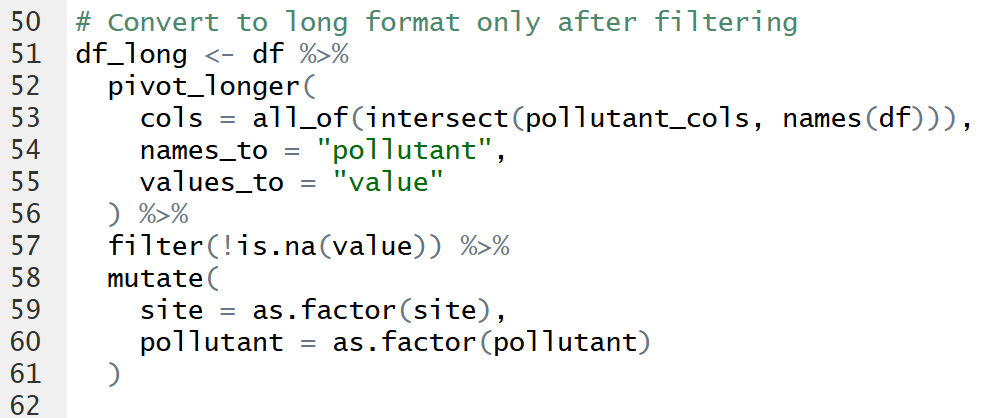 50 # Convert to long format only after filtering
51 df_long <- df %>%
52   pivot_longer(
53     cols = all_of(intersect(pollutant_cols, names(df))),
54     names_to = "pollutant",
55     values_to = "value"
56   ) %>%
57   filter(!is.na(value)) %>%
58   mutate(
59     site = as.factor(site),
60     pollutant = as.factor(pollutant)
61   )
62